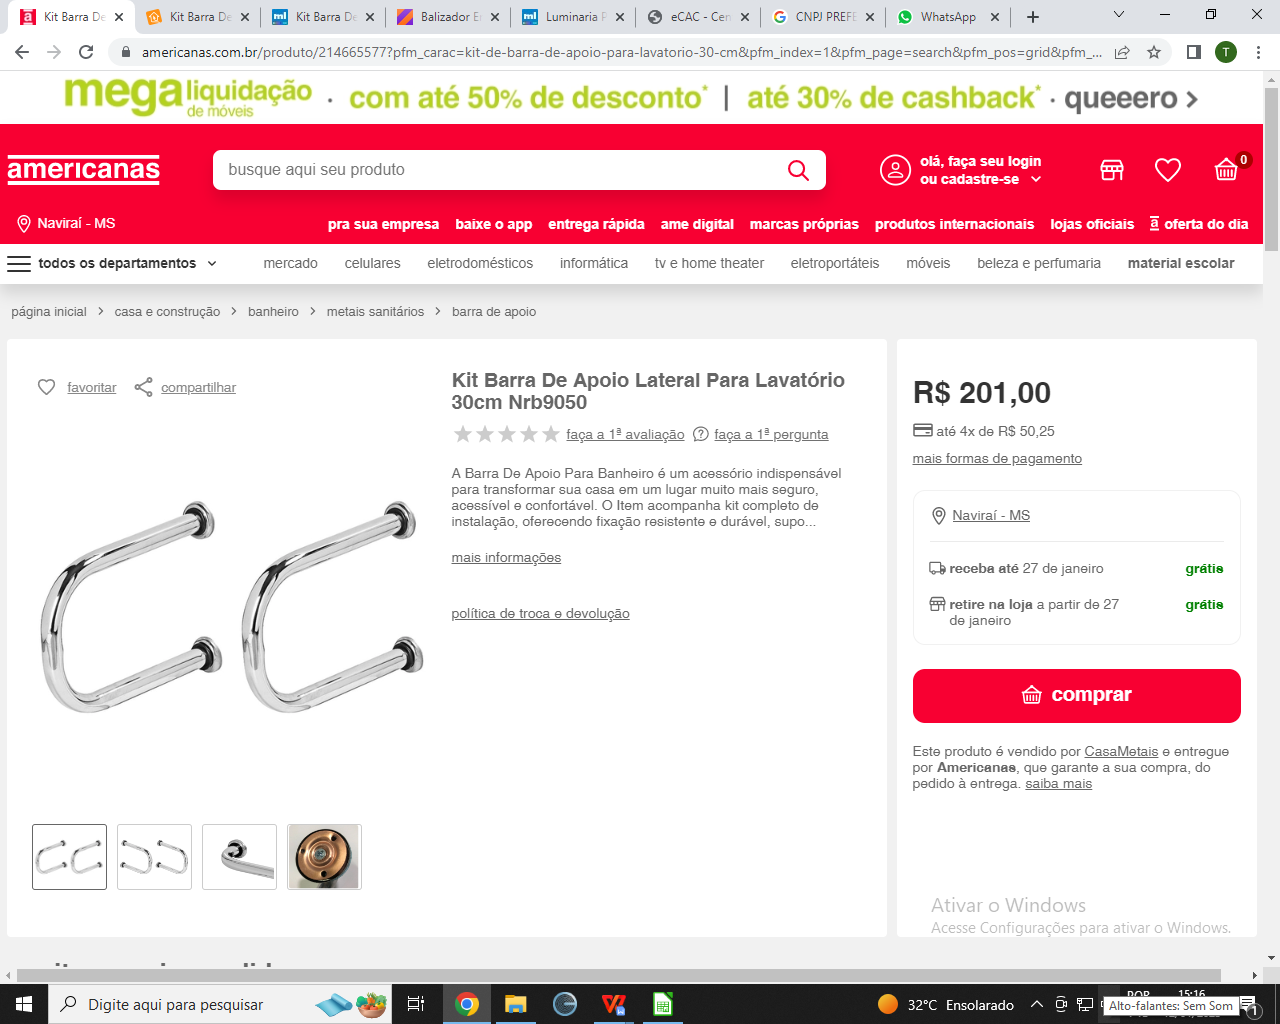 Kit Barra De
Kit Barra De
Kit Barra De
Balizador E
Luminaria P
eCAC - Cen
CNPJ PREFE
WhatsApp
americanas.com.br/produto/214665577?pfm_carac=kit-de-barra-de-apoio-para-lavatorio-30-cm&pfm_index=1&pfm_page=search&pfm_pos=grid&pfm_...
T
mega liquidação de móveis · com até 50% de desconto* | até 30% de cashback* · queeero
americanas
busque aqui seu produto
olá, faça seu login
ou cadastre-se
0
Naviraí - MS
pra sua empresa baixe o app entrega rápida ame digital marcas próprias produtos internacionais lojas oficiais a oferta do dia
todos os departamentos mercado celulares eletrodomésticos informática tv e home theater eletroportáteis móveis beleza e perfumaria material escolar
página inicial > casa e construção > banheiro > metais sanitários > barra de apoio
favoritar compartilhar
Kit Barra De Apoio Lateral Para Lavatório
30cm Nrb9050
faça a 1ª avaliação faça a 1ª pergunta
A Barra De Apoio Para Banheiro é um acessório indispensável
para transformar sua casa em um lugar muito mais seguro,
acessível e confortável. O Item acompanha kit completo de
instalação, oferecendo fixação resistente e durável, supo...
mais informações
política de troca e devolução
R$ 201,00
até 4x de R$ 50,25
mais formas de pagamento
Naviraí - MS
receba até 27 de janeiro grátis
retire na loja a partir de 27 grátis
de janeiro
comprar
Este produto é vendido por CasaMetais e entregue
por Americanas, que garante a sua compra, do
pedido à entrega. saiba mais
Ativar o Windows
Acesse Configurações para ativar o Windows.
Digite aqui para pesquisar
32°C Ensolarado
POR
15:16
Alto-falantes: Sem Som
1